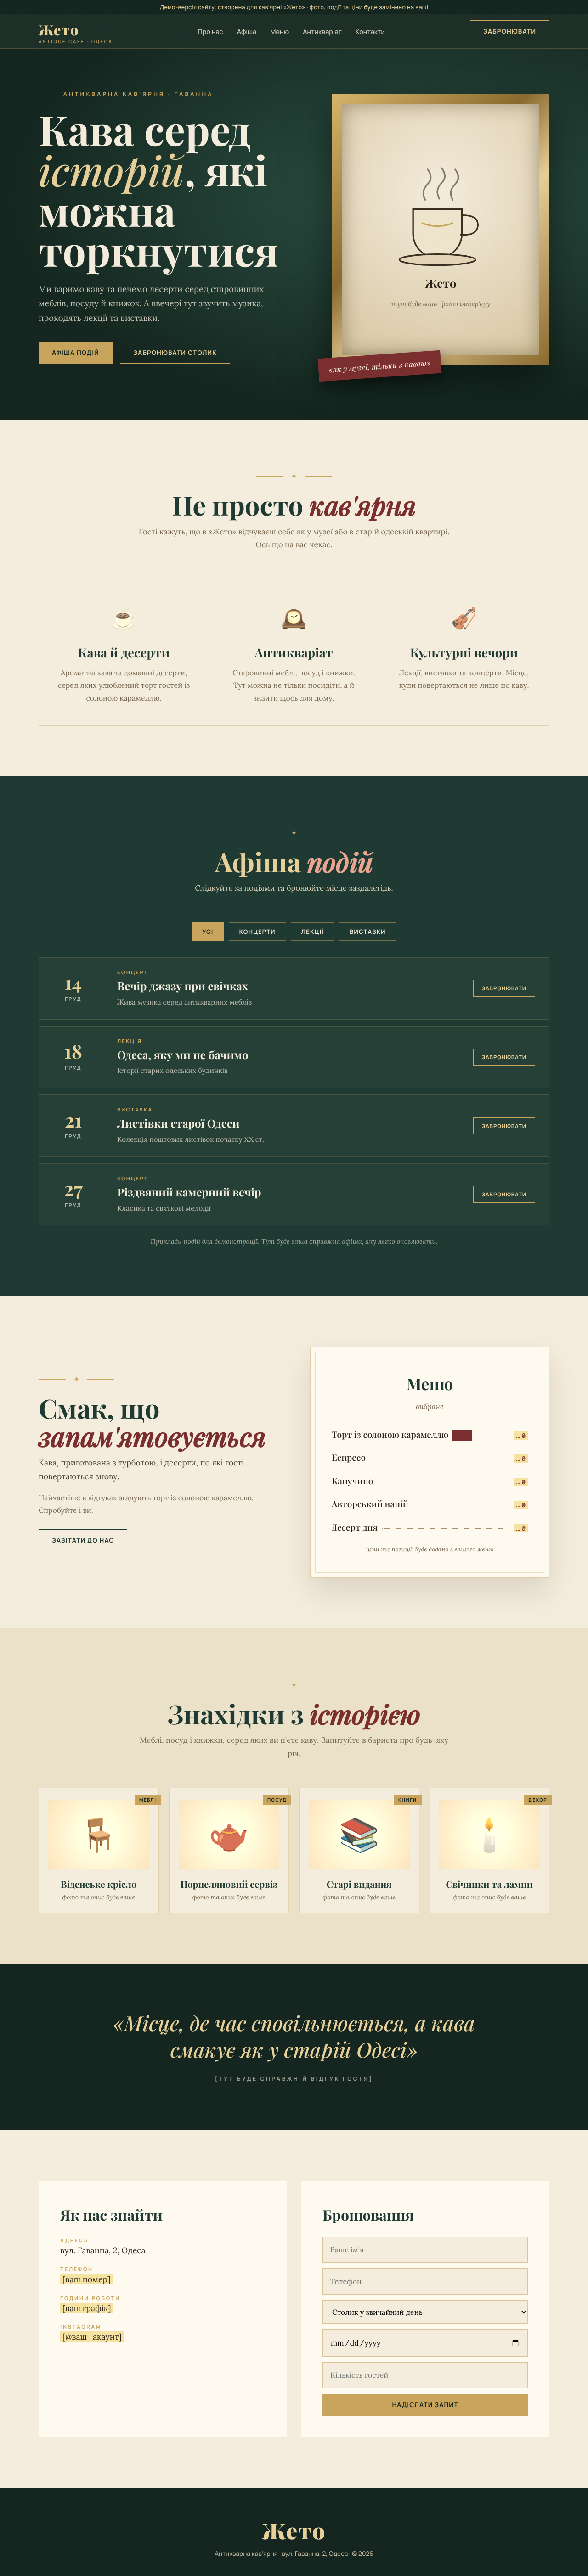 Демо-версія сайту, створена для кав'ярні «Жето» · фото, події та ціни буде замінено на ваші
Жето
ANTIQUE CAFÉ · ОДЕСА
Про нас
Афіша
Меню
Антикваріат
Контакти
ЗАБРОНЮВАТИ
АНТИКВАРНА КАВ'ЯРНЯ · ГАВАННА
Кава серед
історій, які
можна
торкнутися
Ми варимо каву та печемо десерти серед старовинних
меблів, посуду й книжок. А ввечері тут звучить музика,
проходять лекції та виставки.
АФІША ПОДІЙ
ЗАБРОНЮВАТИ СТОЛИК
Жето
тут буде ваше фото інтер'єру
«як у музеї, тільки з кавою»
Не просто кав'ярня
Гості кажуть, що в «Жето» відчуваєш себе як у музеї або в старій одеській квартирі.
Ось що на вас чекає.
Кава й десерти
Ароматна кава та домашні десерти,
серед яких улюблений торт гостей із
солоною карамеллю.
Антикваріат
Старовинні меблі, посуд і книжки.
Тут можна не тільки посидіти, а й
знайти щось для дому.
Культурні вечори
Лекції, виставки та концерти. Місце,
куди повертаються не лише по каву.
Афіша подій
Слідкуйте за подіями та бронюйте місце заздалегідь.
УСІ
КОНЦЕРТИ
ЛЕКЦІЇ
ВИСТАВКИ
14
ГРУД
КОНЦЕРТ
Вечір джазу при свічках
Жива музика серед антикварних меблів
ЗАБРОНЮВАТИ
18
ГРУД
ЛЕКЦІЯ
Одеса, яку ми не бачимо
Історії старих одеських будинків
ЗАБРОНЮВАТИ
21
ГРУД
ВИСТАВКА
Листівки старої Одеси
Колекція поштових листівок початку XX ст.
ЗАБРОНЮВАТИ
27
ГРУД
КОНЦЕРТ
Різдвяний камерний вечір
Класика та святкові мелодії
ЗАБРОНЮВАТИ
Приклади подій для демонстрації. Тут буде ваша справжня афіша, яку легко оновлювати.
Смак, що
запам'ятовується
Кава, приготована з турботою, і десерти, по які гості
повертаються знову.
Найчастіше в відгуках згадують торт із солоною карамеллю.
Спробуйте і ви.
ЗАВІТАТИ ДО НАС
Меню
вибране
Торт із солоною карамеллю
Еспресо
Капучино
Авторський напій
Десерт дня
ціни та позиції буде додано з вашого меню
Знахідки з історією
Меблі, посуд і книжки, серед яких ви п'єте каву. Запитуйте в бариста про будь-яку
річ.
МЕБЛІ
Віденське крісло
фото та опис буде ваше
ПОСУД
Порцеляновий сервіз
фото та опис буде ваше
КНИГИ
Старі видання
фото та опис буде ваше
ДЕКОР
Свічники та лампи
фото та опис буде ваше
«Місце, де час сповільнюється, а кава
смакує як у старій Одесі»
[ТУТ БУДЕ СПРАВЖНІЙ ВІДГУК ГОСТЯ]
Як нас знайти
АДРЕСА
вул. Гаванна, 2, Одеса
ТЕЛЕФОН
[ваш номер]
ГОДИНИ РОБОТИ
[ваш графік]
INSTAGRAM
[@ваш_акаунт]
Бронювання
Ваше ім'я
Телефон
Столик у звичайний день
mm/dd/yyyy
Кількість гостей
НАДІСЛАТИ ЗАПИТ
Жето
Антикварна кав'ярня · вул. Гаванна, 2, Одеса · © 2026